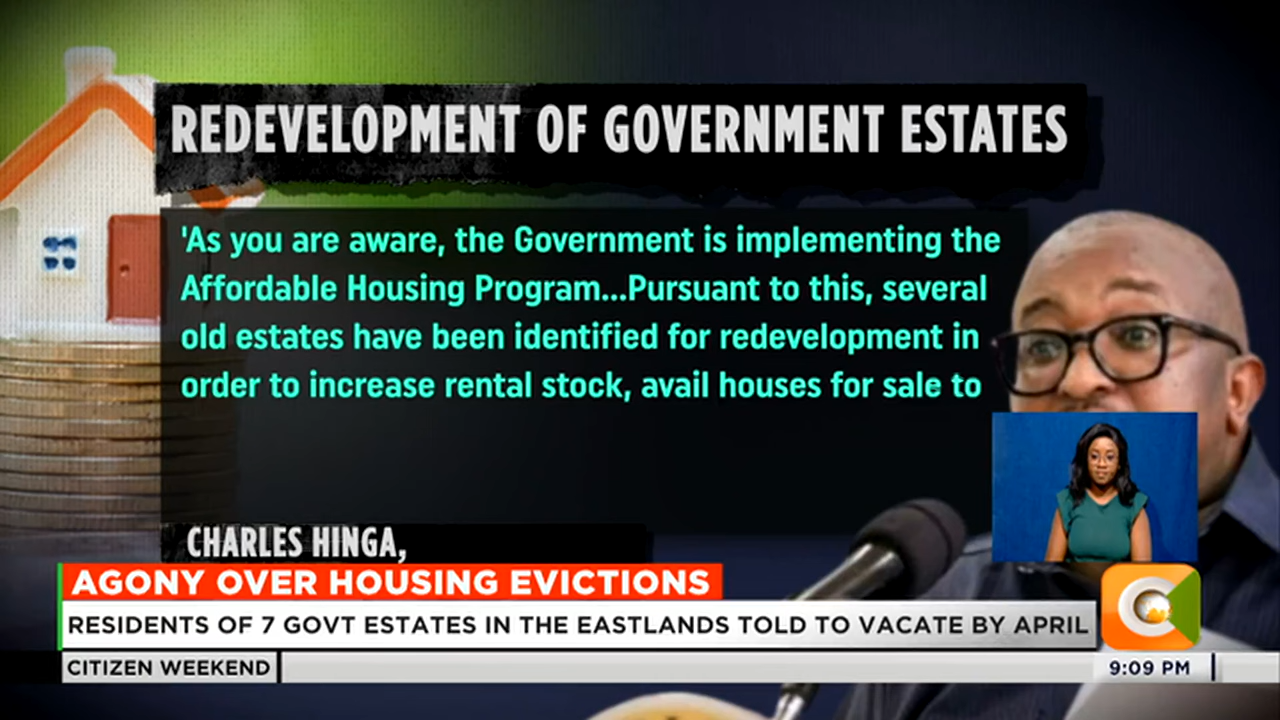 REDEVELOPMENT OF GOVERNMENT ESTATES
'As you are aware, the Government is implementing the
Affordable Housing Program...Pursuant to this, several
old estates have been identified for redevelopment in
order to increase rental stock, avail houses for sale to
CHARLES HINGA,
AGONY OVER HOUSING EVICTIONS
RESIDENTS OF 7 GOVT ESTATES IN THE EASTLANDS TOLD TO VACATE BY APRIL
CITIZEN WEEKEND
9:09 PM